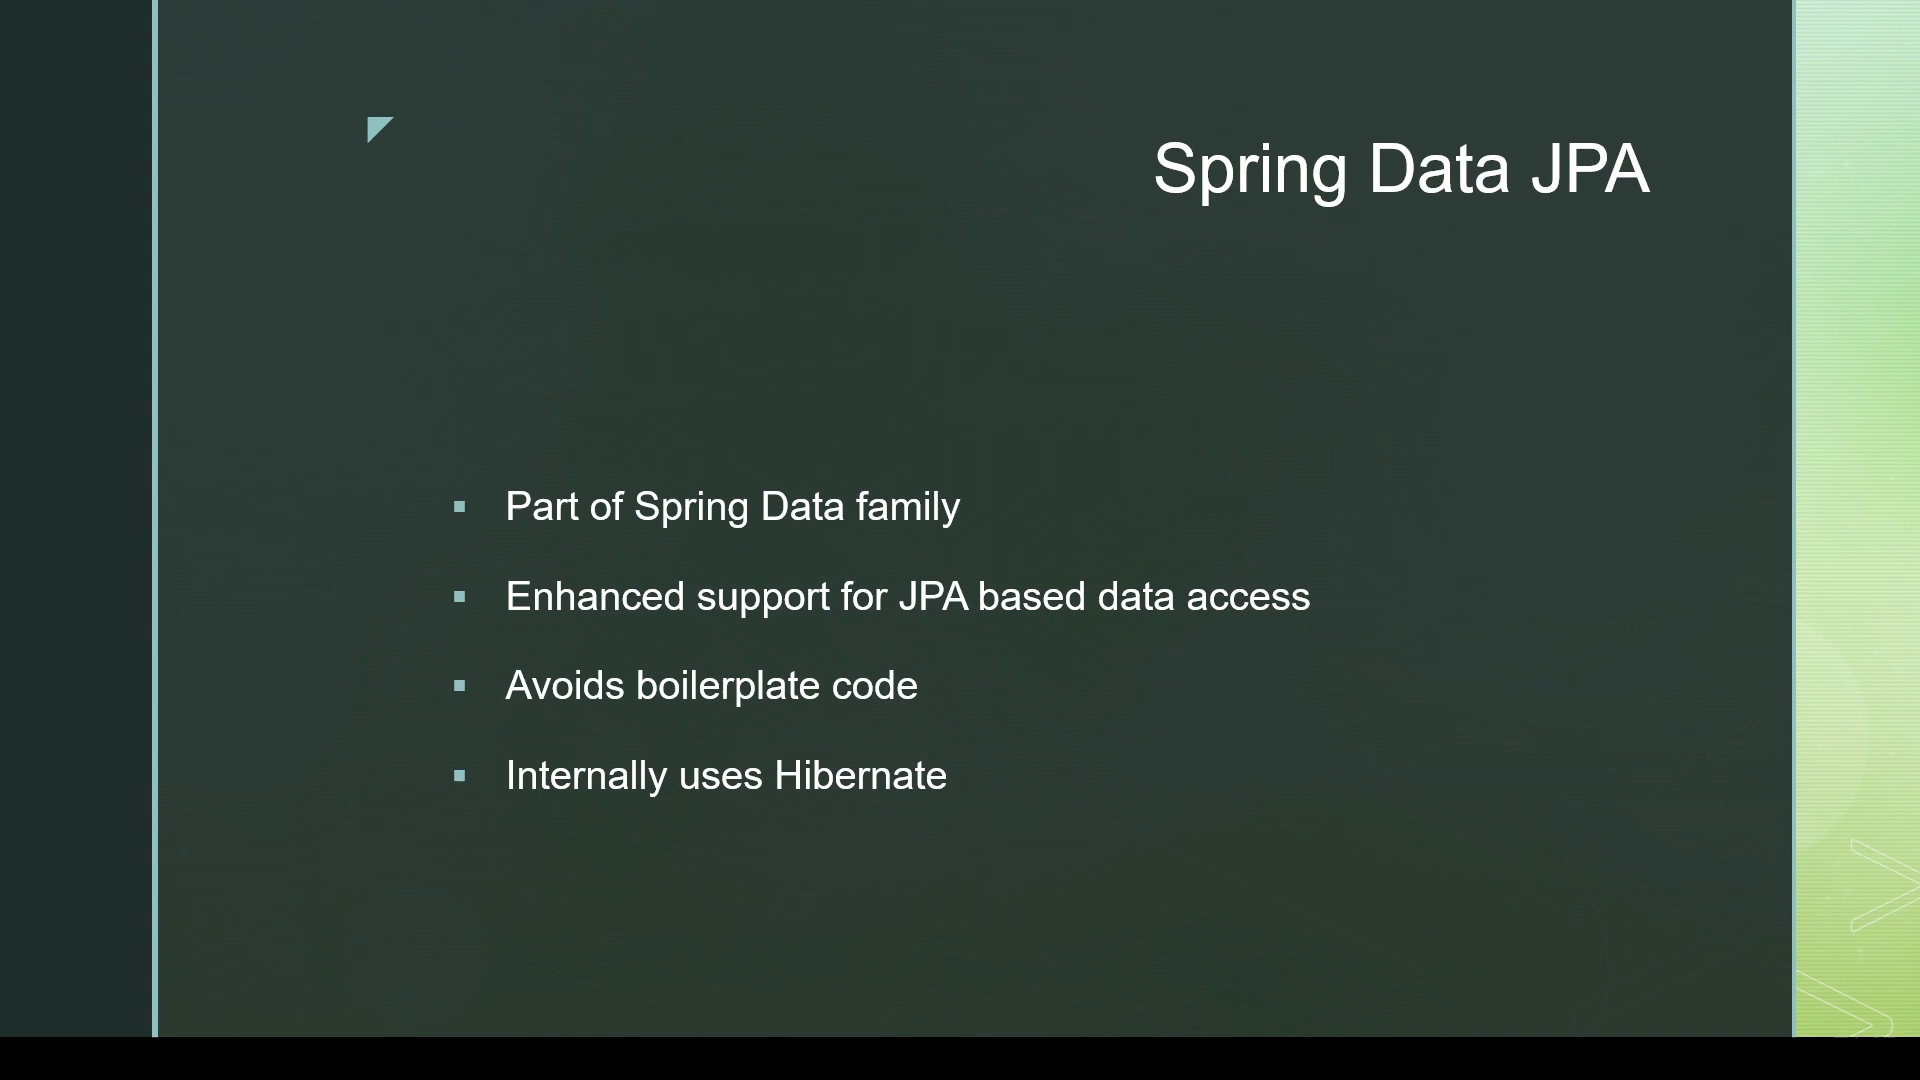 Spring Data JPA
▪ Part of Spring Data family
▪ Enhanced support for JPA based data access
▪ Avoids boilerplate code
▪ Internally uses Hibernate